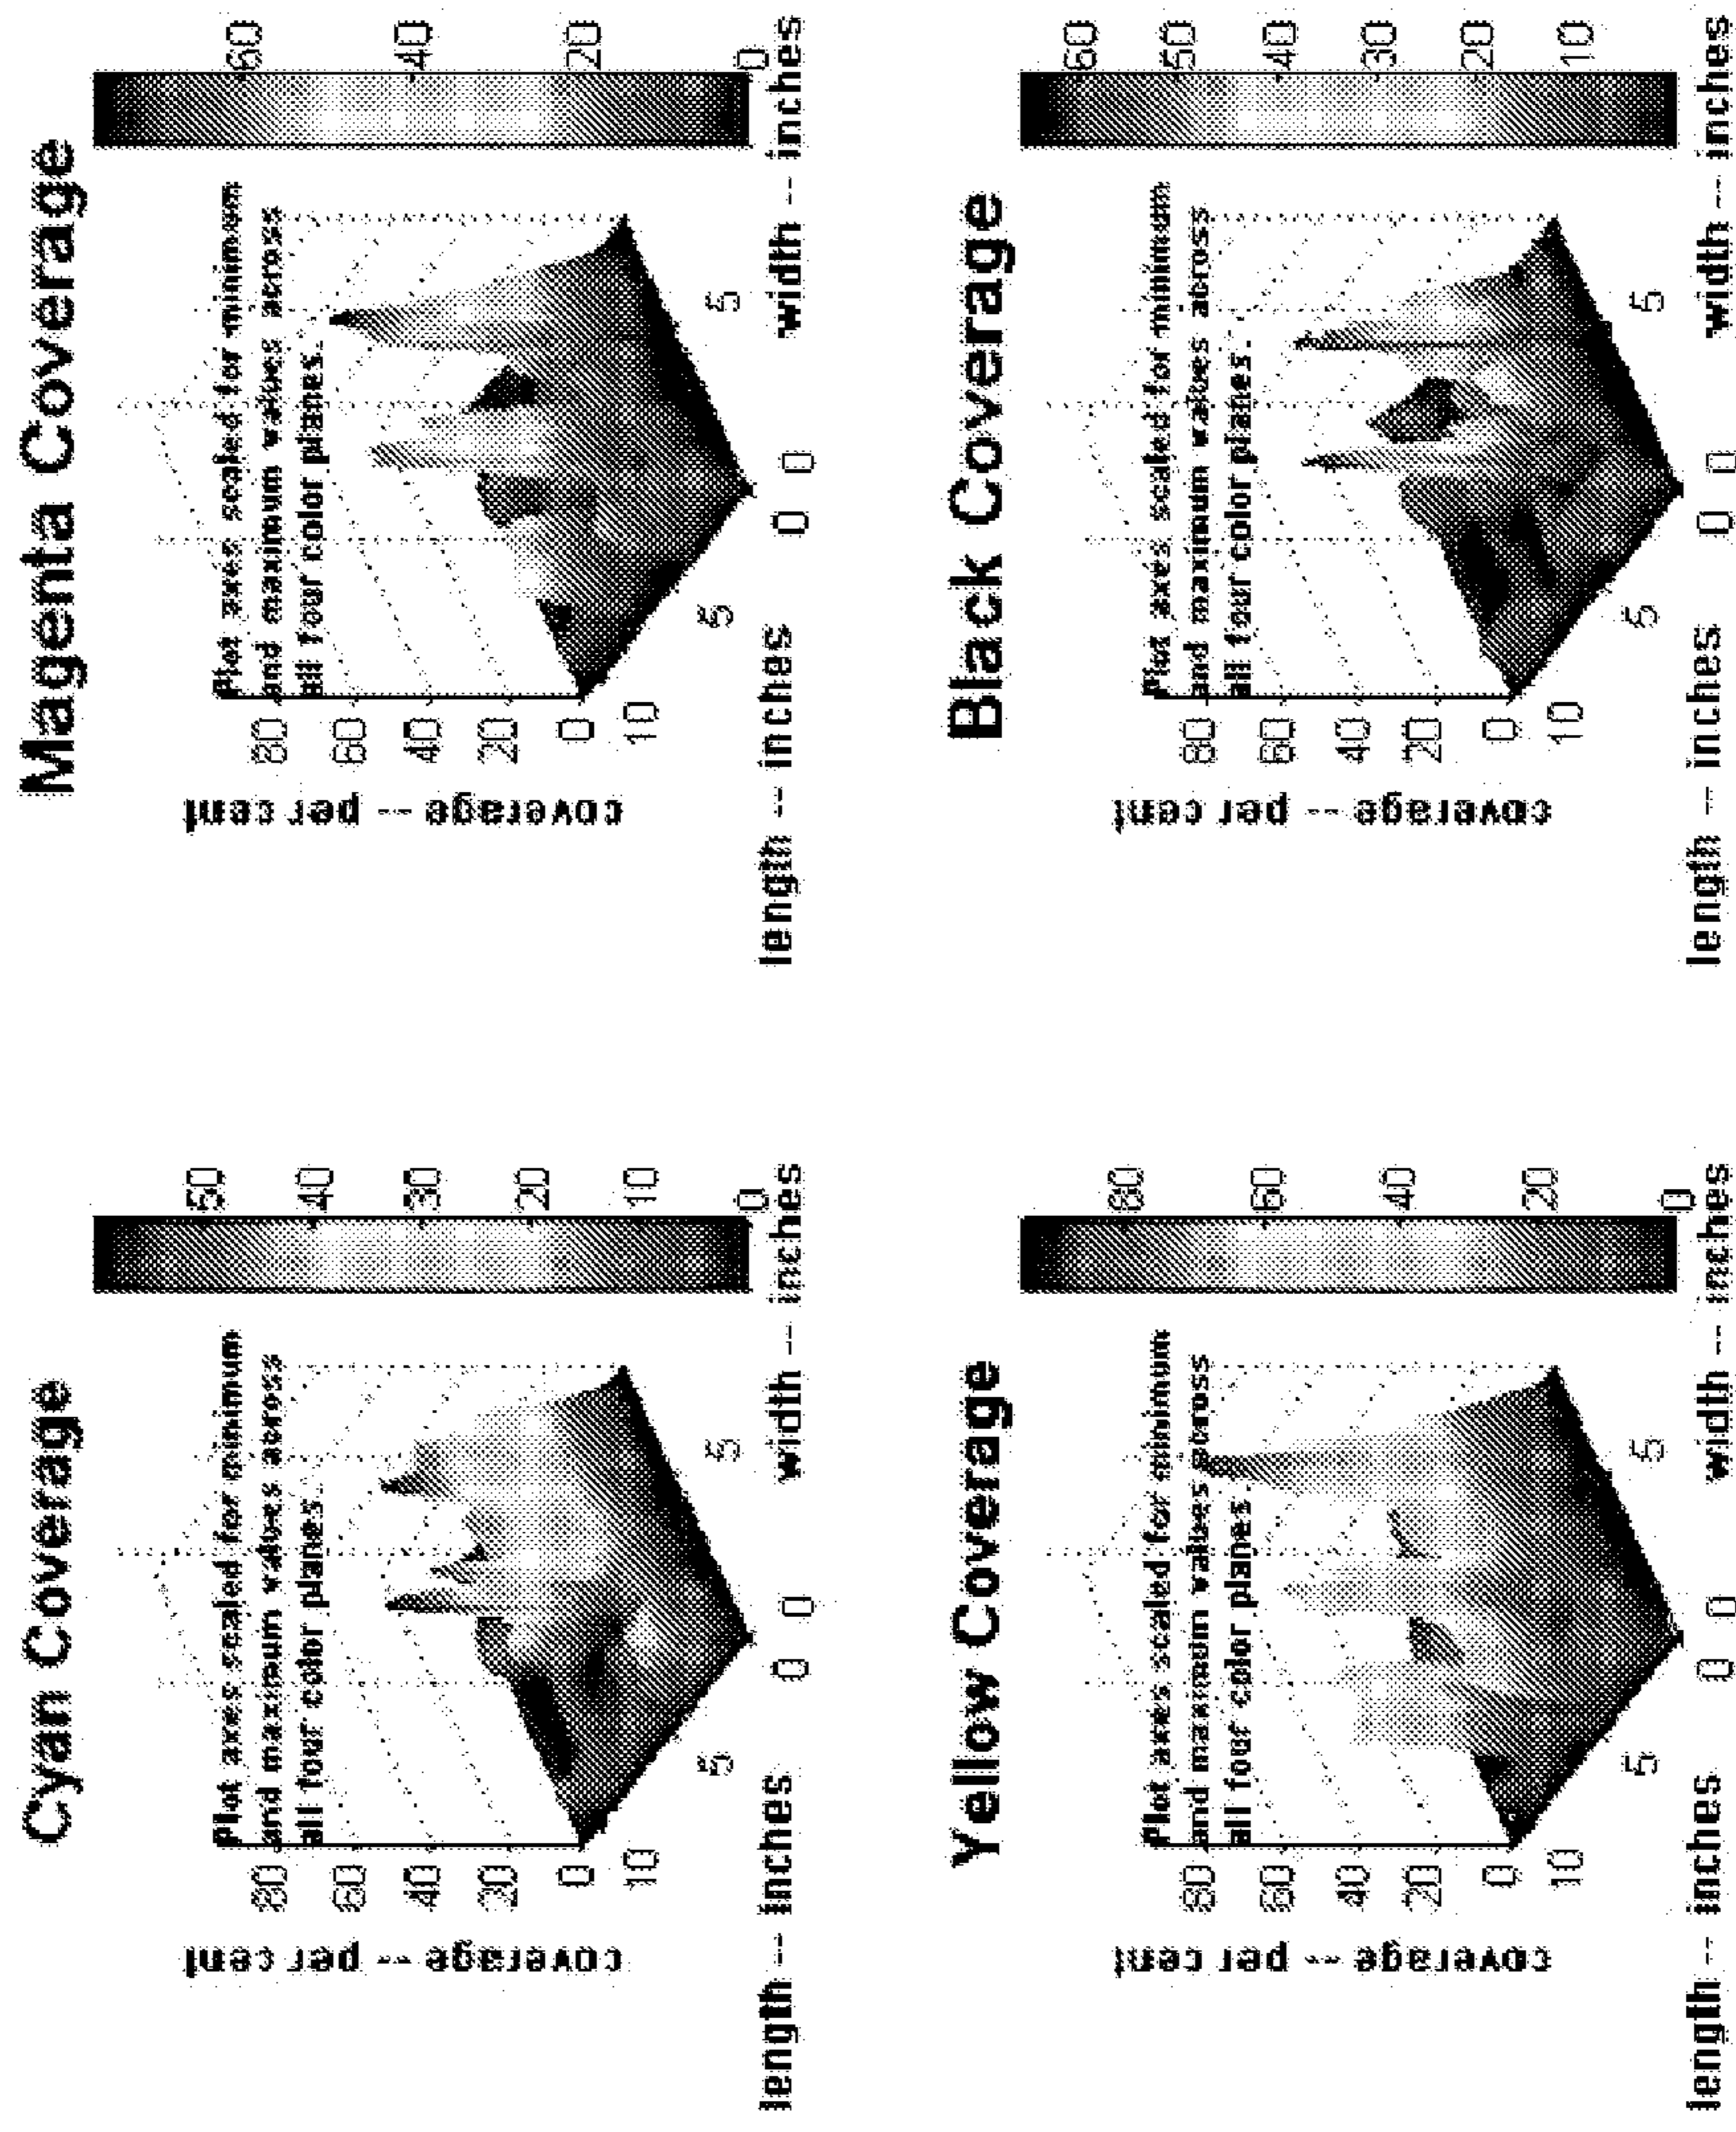 Cyan Coverage
Plot axes scaled for minimum
and maximum values across
all four color planes.
coverage -- per cent
80
60
40
20
0
10
5
0
0
5
length -- inches
width -- inches
50
40
30
20
10
0
Magenta Coverage
Plot axes scaled for minimum
and maximum values across
all four color planes.
coverage -- per cent
80
60
40
20
0
10
5
0
0
5
length -- inches
width -- inches
60
40
20
0
Yellow Coverage
Plot axes scaled for minimum
and maximum values across
all four color planes.
coverage -- per cent
80
60
40
20
0
10
5
0
0
5
length -- inches
width -- inches
80
60
40
20
0
Black Coverage
Plot axes scaled for minimum
and maximum values across
all four color planes.
coverage -- per cent
80
60
40
20
0
10
5
0
0
5
length -- inches
width -- inches
60
50
40
30
20
10